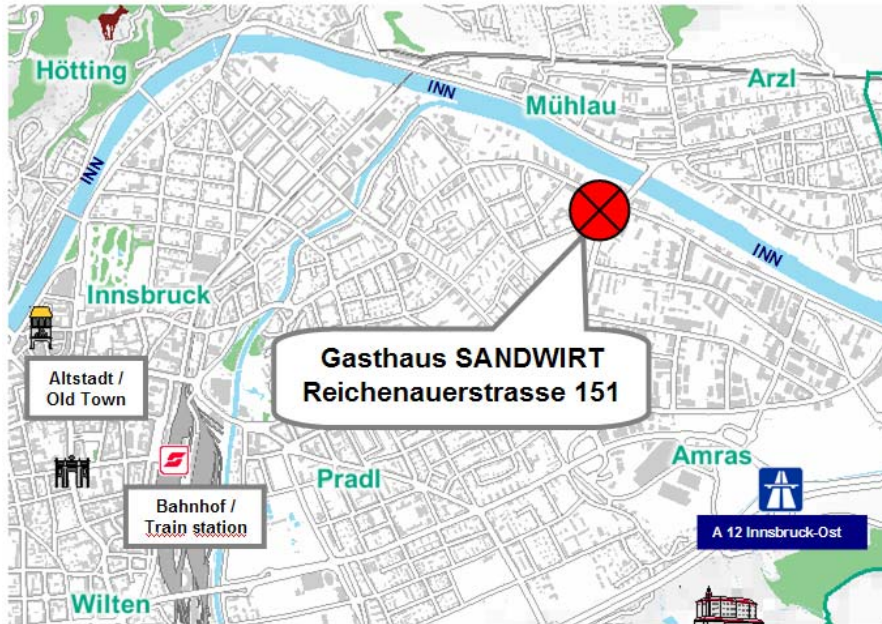 Hötting
INN
Mühlau
Arzl
INN
INN
Innsbruck
Altstadt /
Old Town
Gasthaus SANDWIRT
Reichenauerstrasse 151
Bahnhof /
Train station
Pradl
Amras
A 12 Innsbruck-Ost
Wilten